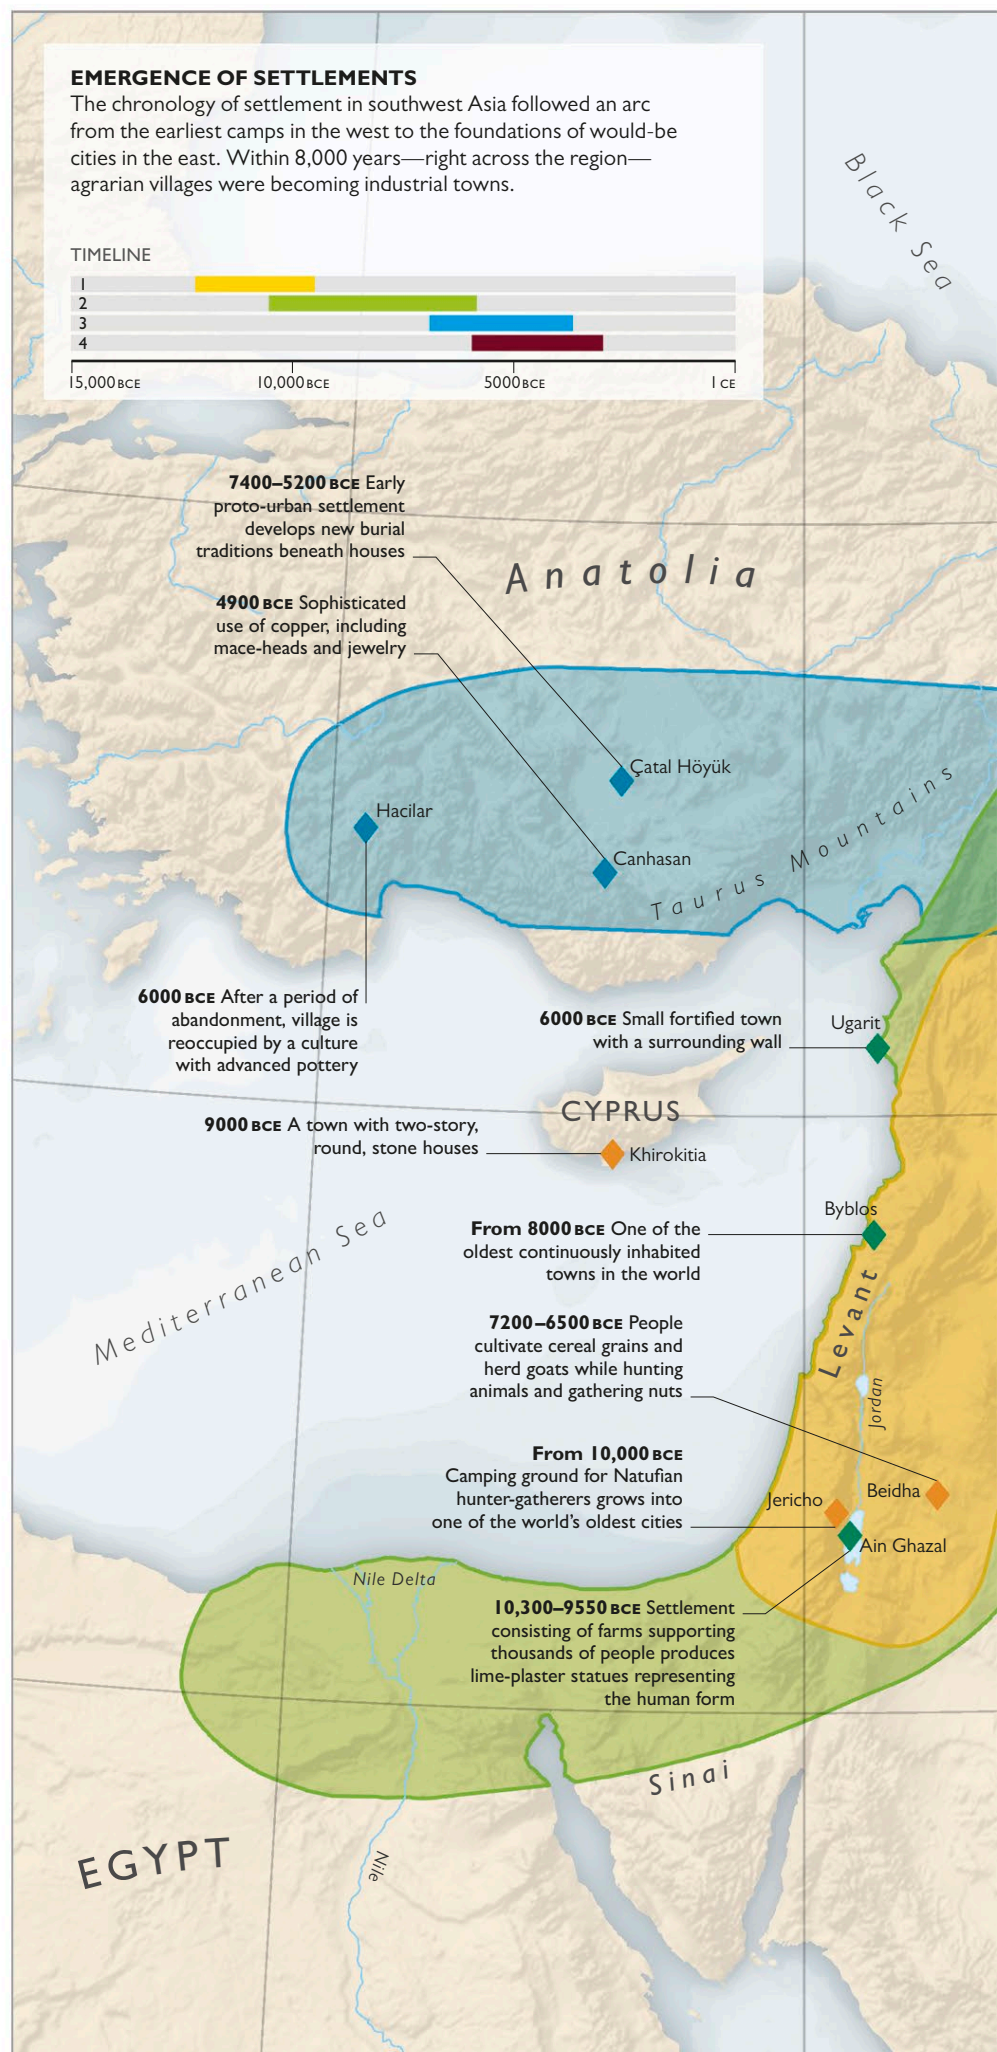 EMERGENCE OF SETTLEMENTS
The chronology of settlement in southwest Asia followed an arc
from the earliest camps in the west to the foundations of would-be
cities in the east. Within 8,000 years—right across the region—
agrarian villages were becoming industrial towns.
TIMELINE
1
2
3
4
15,000 BCE
10,000 BCE
5000 BCE
1 CE
Black Sea
7400–5200 BCE Early
proto-urban settlement
develops new burial
traditions beneath houses
Anatolia
4900 BCE Sophisticated
use of copper, including
mace-heads and jewelry
Çatal Höyük
Hacilar
Canhasan
Taurus Mountains
6000 BCE After a period of
abandonment, village is
reoccupied by a culture
with advanced pottery
6000 BCE Small fortified town
with a surrounding wall
Ugarit
CYPRUS
9000 BCE A town with two-story,
round, stone houses
Khirokitia
Mediterranean Sea
Byblos
From 8000 BCE One of the
oldest continuously inhabited
towns in the world
Levant
7200–6500 BCE People
cultivate cereal grains and
herd goats while hunting
animals and gathering nuts
Jordan
From 10,000 BCE
Camping ground for Natufian
hunter-gatherers grows into
one of the world's oldest cities
Jericho
Beidha
Ain Ghazal
Nile Delta
10,300–9550 BCE Settlement
consisting of farms supporting
thousands of people produces
lime-plaster statues representing
the human form
Sinai
EGYPT
Nile